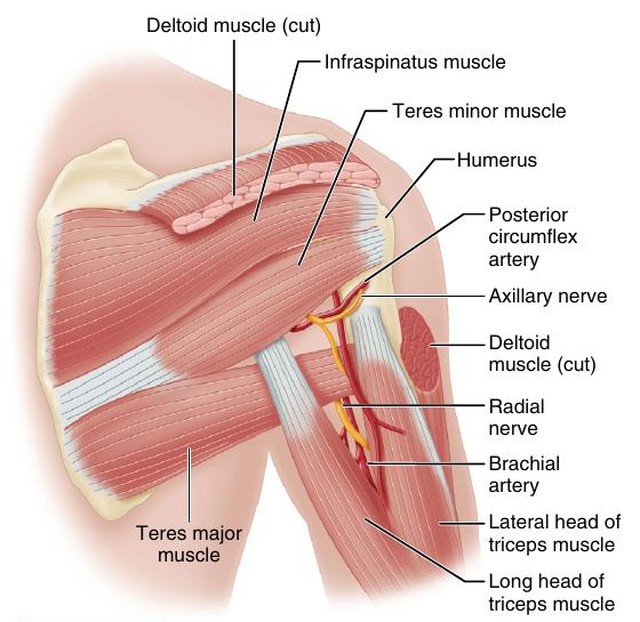 Deltoid muscle (cut)
Infraspinatus muscle
Teres minor muscle
Humerus
Posterior
circumflex
artery
Axillary nerve
Deltoid
muscle (cut)
Radial
nerve
Brachial
artery
Lateral head of
triceps muscle
Long head of
triceps muscle
Teres major
muscle